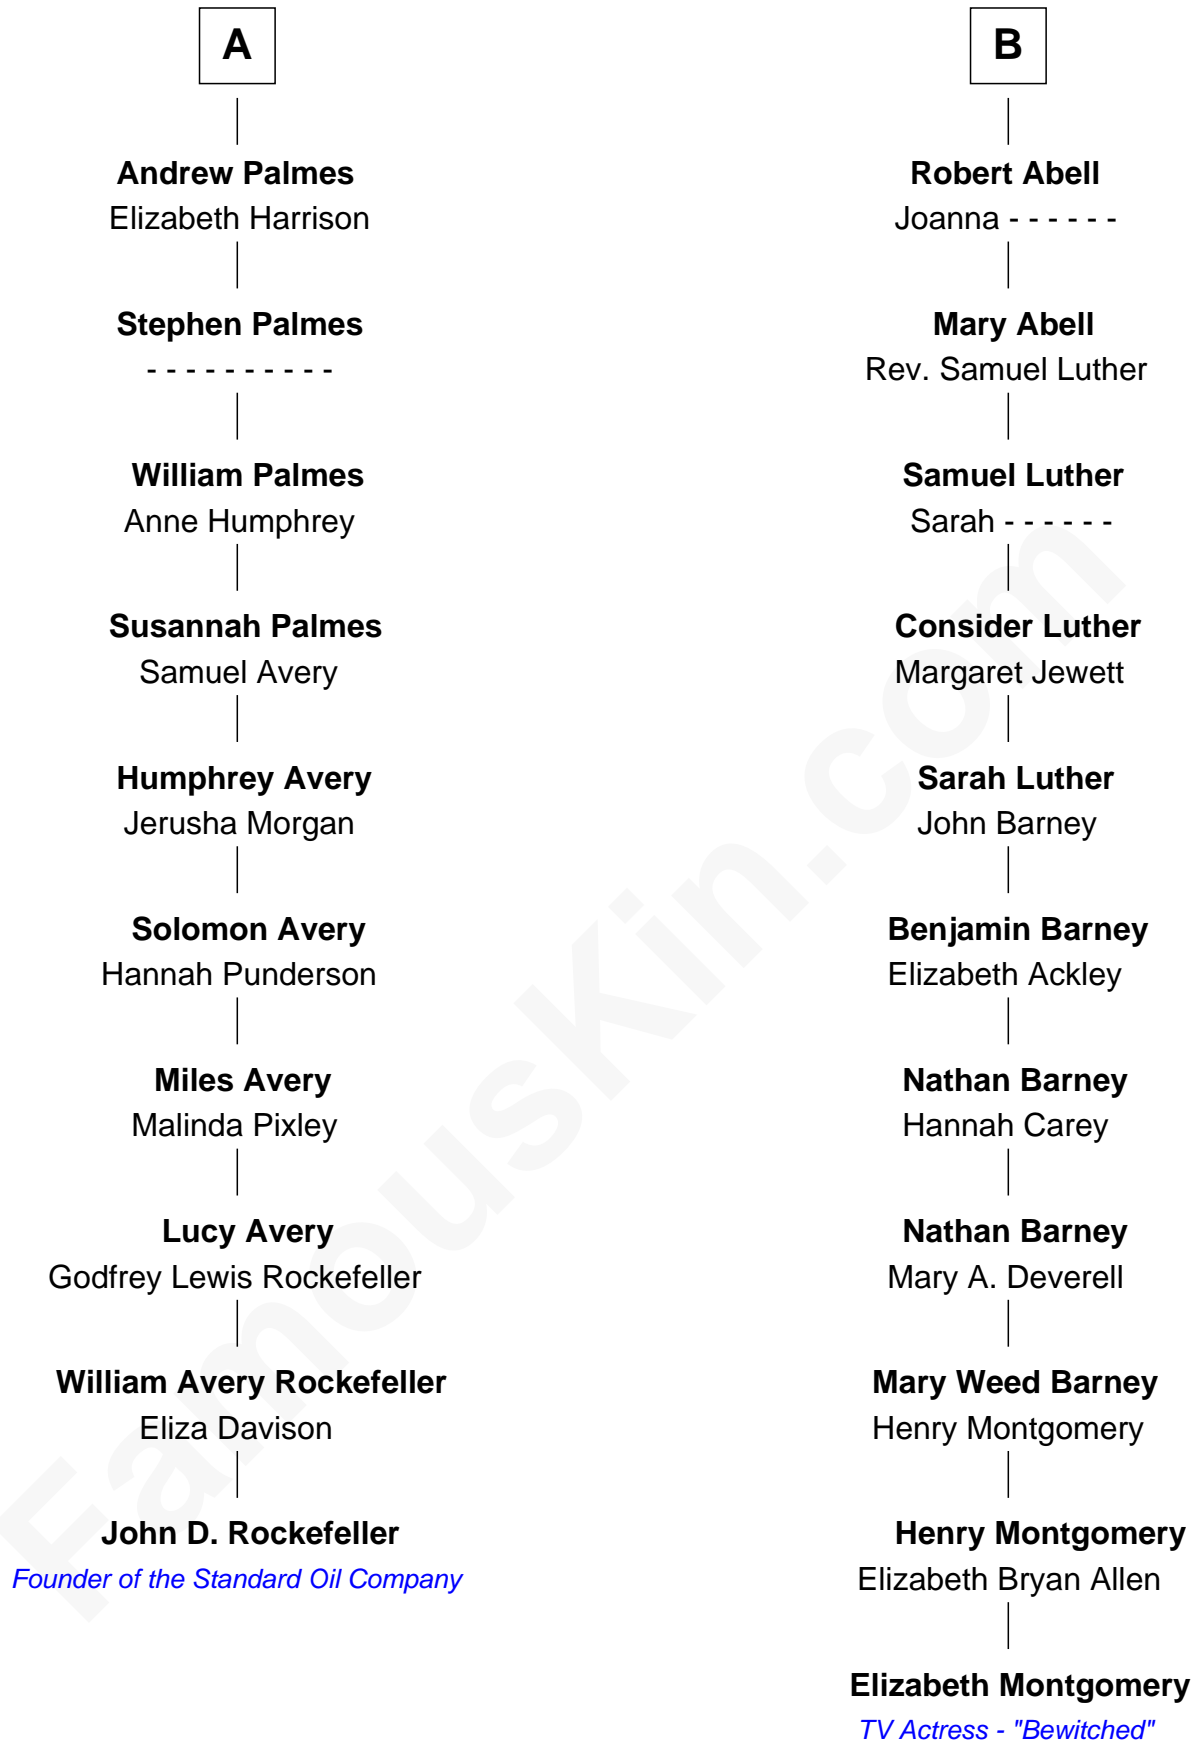 A
Andrew Palmes
Elizabeth Harrison
Stephen Palmes
- - - - - - - - - -
William Palmes
Anne Humphrey
Susannah Palmes
Samuel Avery
Humphrey Avery
Jerusha Morgan
Solomon Avery
Hannah Punderson
Miles Avery
Malinda Pixley
Lucy Avery
Godfrey Lewis Rockefeller
William Avery Rockefeller
Eliza Davison
John D. Rockefeller
Founder of the Standard Oil Company
B
Robert Abell
Joanna - - - - - -
Mary Abell
Rev. Samuel Luther
Samuel Luther
Sarah - - - - - -
Consider Luther
Margaret Jewett
Sarah Luther
John Barney
Benjamin Barney
Elizabeth Ackley
Nathan Barney
Hannah Carey
Nathan Barney
Mary A. Deverell
Mary Weed Barney
Henry Montgomery
Henry Montgomery
Elizabeth Bryan Allen
Elizabeth Montgomery
TV Actress - "Bewitched"
FamousKin.com